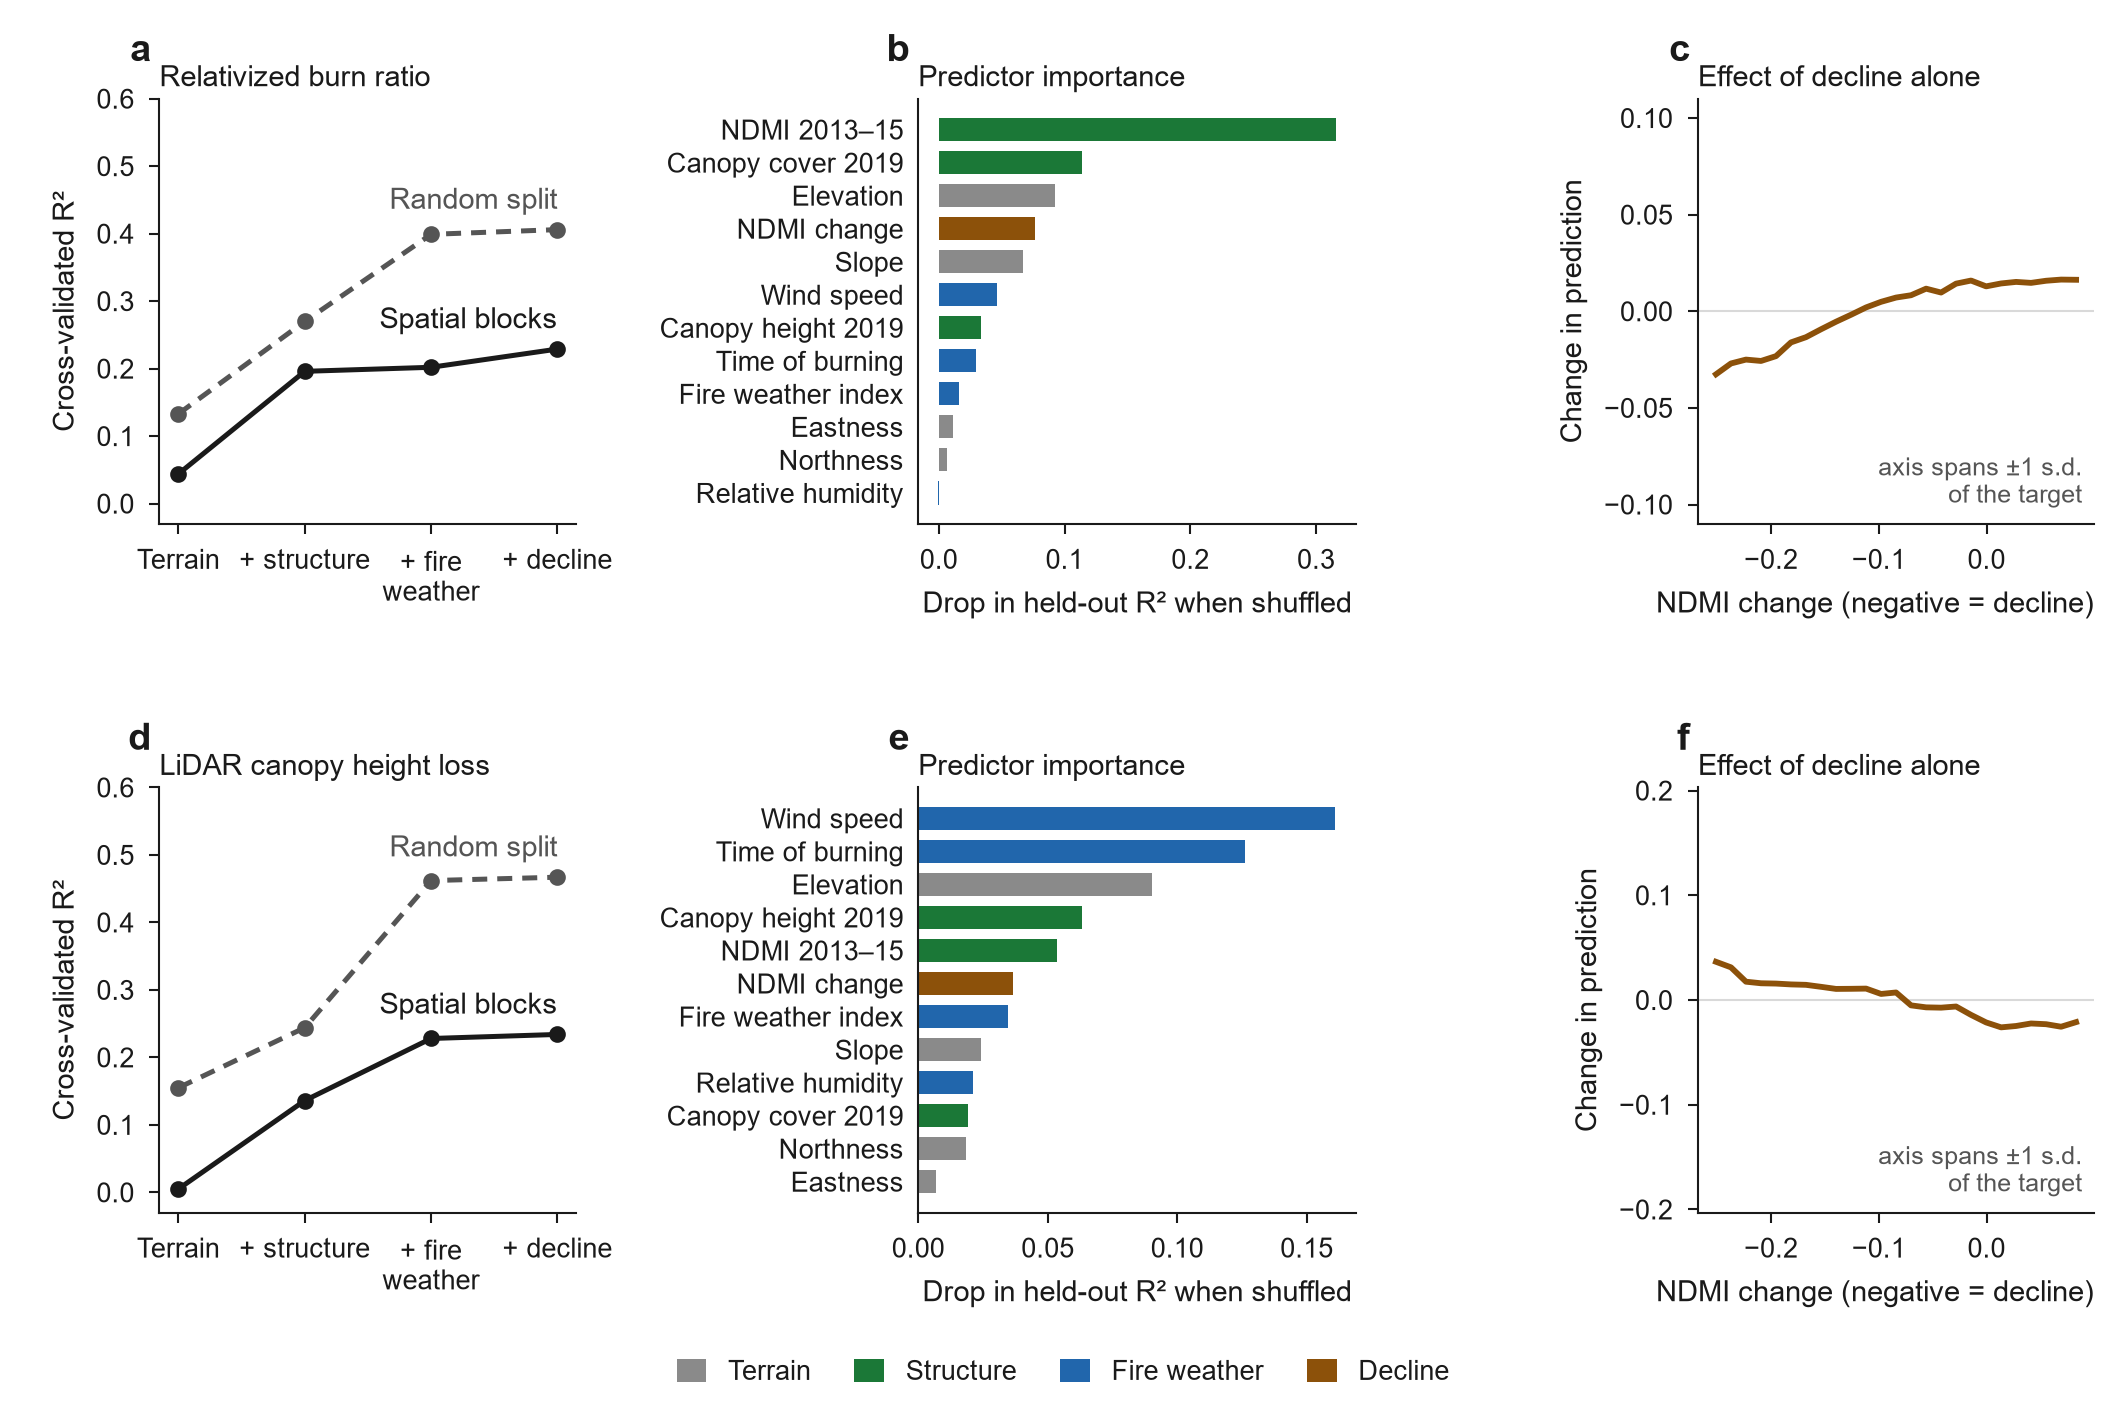 a
Relativized burn ratio
0.6
0.5
0.4
0.3
0.2
0.1
0.0
Cross-validated R²
Random split
Spatial blocks
Terrain
+ structure
+ fire
weather
+ decline
b
Predictor importance
NDMI 2013–15
Canopy cover 2019
Elevation
NDMI change
Slope
Wind speed
Canopy height 2019
Time of burning
Fire weather index
Eastness
Northness
Relative humidity
0.0
0.1
0.2
0.3
Drop in held-out R² when shuffled
c
Effect of decline alone
0.10
0.05
0.00
−0.05
−0.10
Change in prediction
axis spans ±1 s.d.
of the target
−0.2
−0.1
0.0
NDMI change (negative = decline)
d
LiDAR canopy height loss
0.6
0.5
0.4
0.3
0.2
0.1
0.0
Cross-validated R²
Random split
Spatial blocks
Terrain
+ structure
+ fire
weather
+ decline
e
Predictor importance
Wind speed
Time of burning
Elevation
Canopy height 2019
NDMI 2013–15
NDMI change
Fire weather index
Slope
Relative humidity
Canopy cover 2019
Northness
Eastness
0.00
0.05
0.10
0.15
Drop in held-out R² when shuffled
f
Effect of decline alone
0.2
0.1
0.0
−0.1
−0.2
Change in prediction
axis spans ±1 s.d.
of the target
−0.2
−0.1
0.0
NDMI change (negative = decline)
Terrain
Structure
Fire weather
Decline